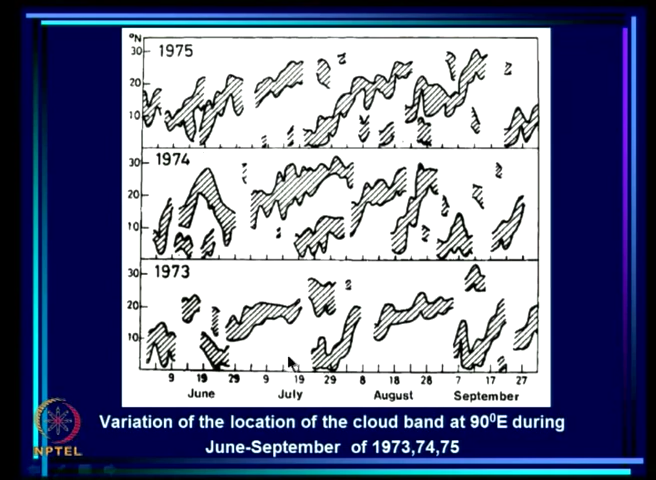 °N
30
1975
20
10
1974
30
20
10
30
1973
20
10
9 19 29 9 19 29 8 18 28 7 17 27
June July August September
NPTEL
Variation of the location of the cloud band at 90⁰E during
June-September of 1973,74,75